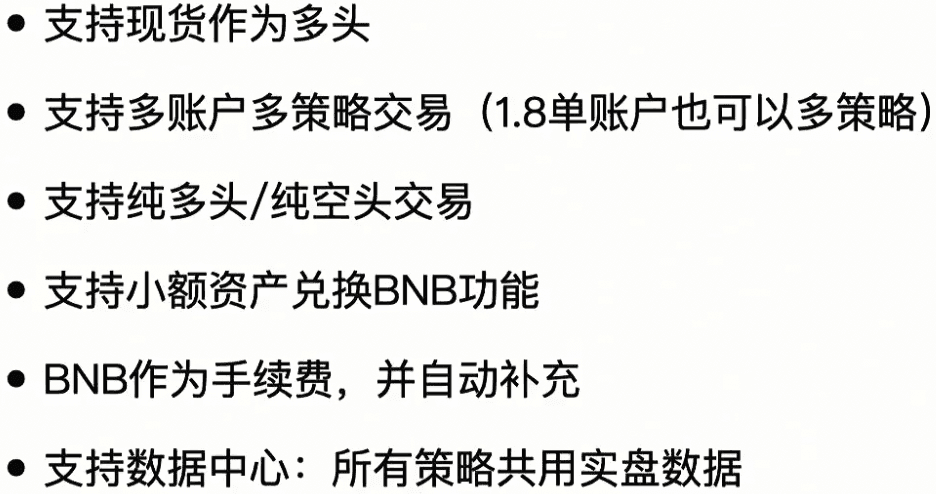 • 支持现货作为多头
• 支持多账户多策略交易（1.8单账户也可以多策略）
• 支持纯多头/纯空头交易
• 支持小额资产兑换BNB功能
• BNB作为手续费，并自动补充
• 支持数据中心：所有策略共用实盘数据